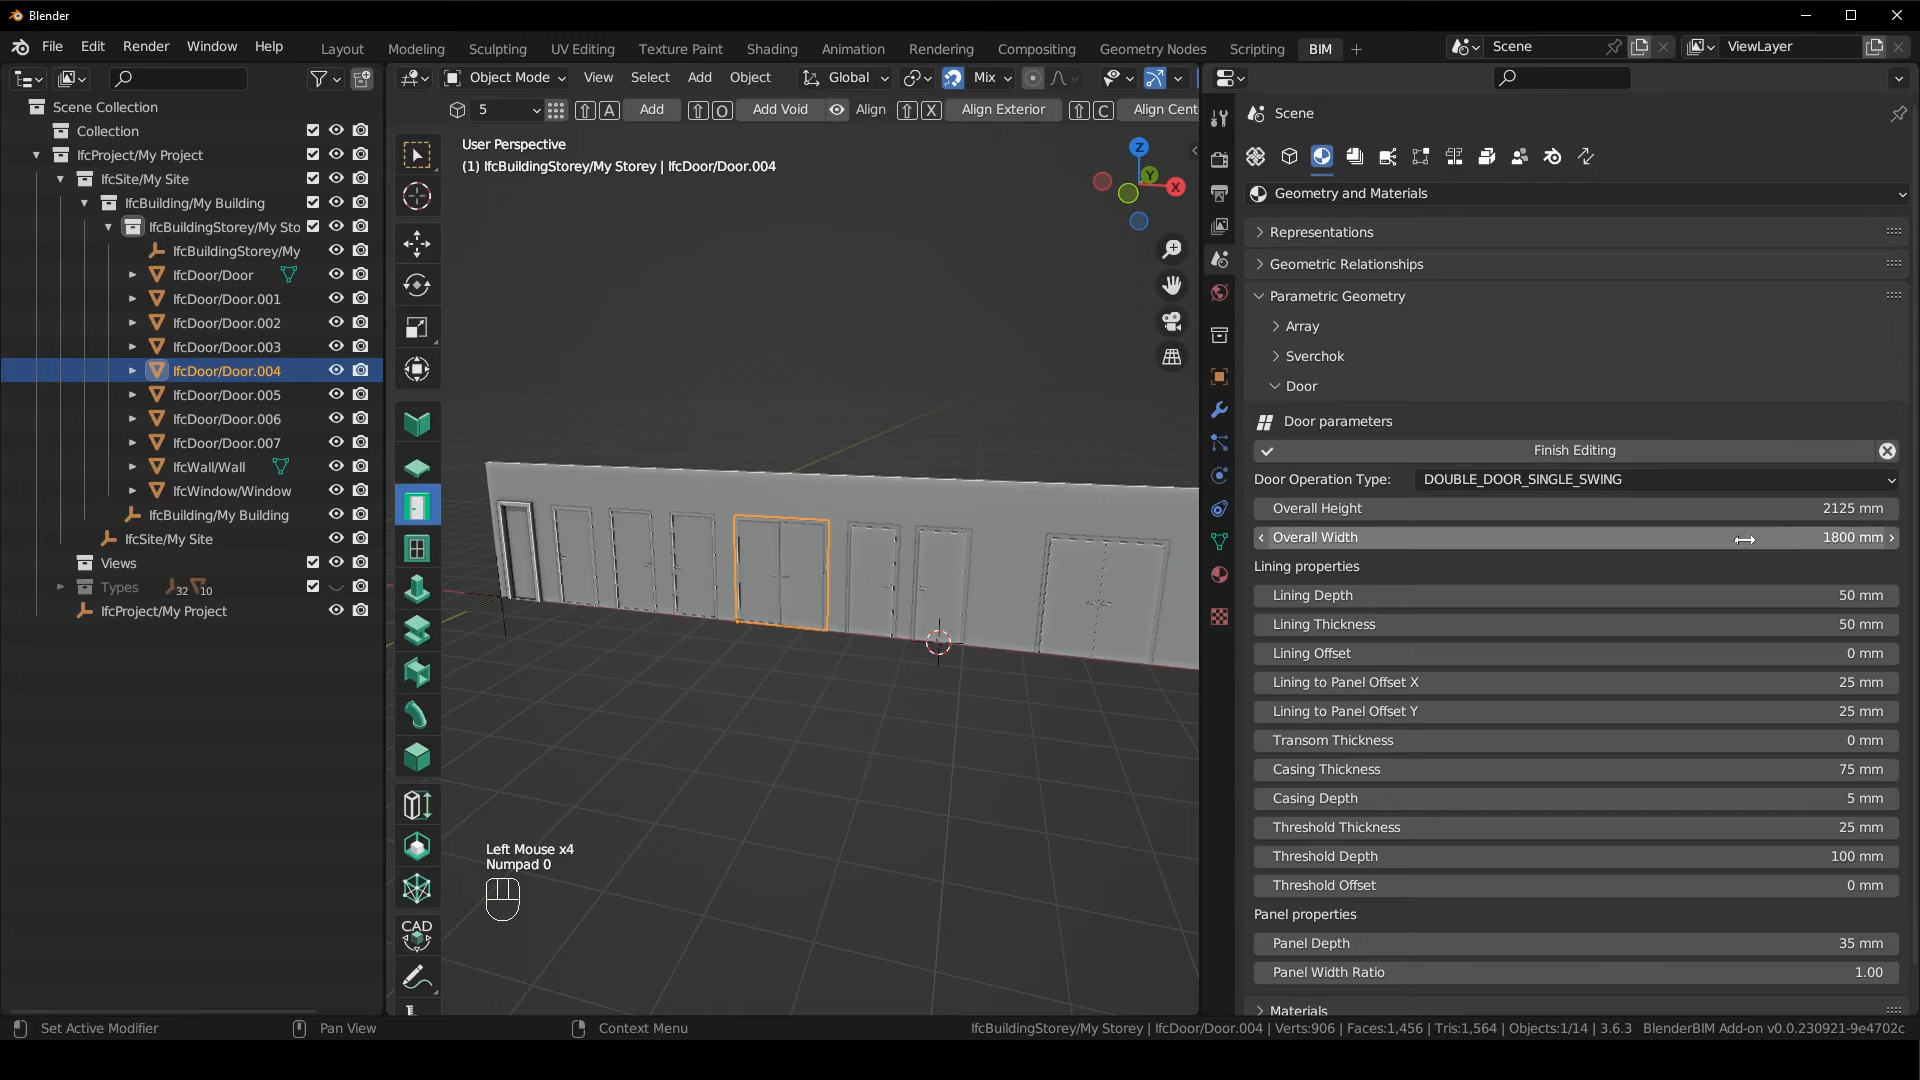 Blender
File Edit Render Window Help
Layout Modeling Sculpting UV Editing Texture Paint Shading Animation Rendering Compositing Geometry Nodes Scripting BIM
Scene
ViewLayer
Object Mode View Select Add Object Global Mix
5 A Add O Add Void Align X Align Exterior C Align Cent
Scene Collection
Collection
IfcProject/My Project
IfcSite/My Site
IfcBuilding/My Building
IfcBuildingStorey/My Sto
IfcBuildingStorey/My
IfcDoor/Door
IfcDoor/Door.001
IfcDoor/Door.002
IfcDoor/Door.003
IfcDoor/Door.004
IfcDoor/Door.005
IfcDoor/Door.006
IfcDoor/Door.007
IfcWall/Wall
IfcWindow/Window
IfcBuilding/My Building
IfcSite/My Site
Views
Types 32 10
IfcProject/My Project
User Perspective
(1) IfcBuildingStorey/My Storey | IfcDoor/Door.004
Z
Y
X
CAD
Left Mouse x4
Numpad 0
Scene
Geometry and Materials
Representations
Geometric Relationships
Parametric Geometry
Array
Sverchok
Door
Door parameters
Finish Editing
Door Operation Type: DOUBLE_DOOR_SINGLE_SWING
Overall Height 2125 mm
Overall Width 1800 mm
Lining properties
Lining Depth 50 mm
Lining Thickness 50 mm
Lining Offset 0 mm
Lining to Panel Offset X 25 mm
Lining to Panel Offset Y 25 mm
Transom Thickness 0 mm
Casing Thickness 75 mm
Casing Depth 5 mm
Threshold Thickness 25 mm
Threshold Depth 100 mm
Threshold Offset 0 mm
Panel properties
Panel Depth 35 mm
Panel Width Ratio 1.00
Materials
Set Active Modifier Pan View Context Menu
IfcBuildingStorey/My Storey | IfcDoor/Door.004 | Verts:906 | Faces:1,456 | Tris:1,564 | Objects:1/14 | 3.6.3 BlenderBIM Add-on v0.0.230921-9e4702c